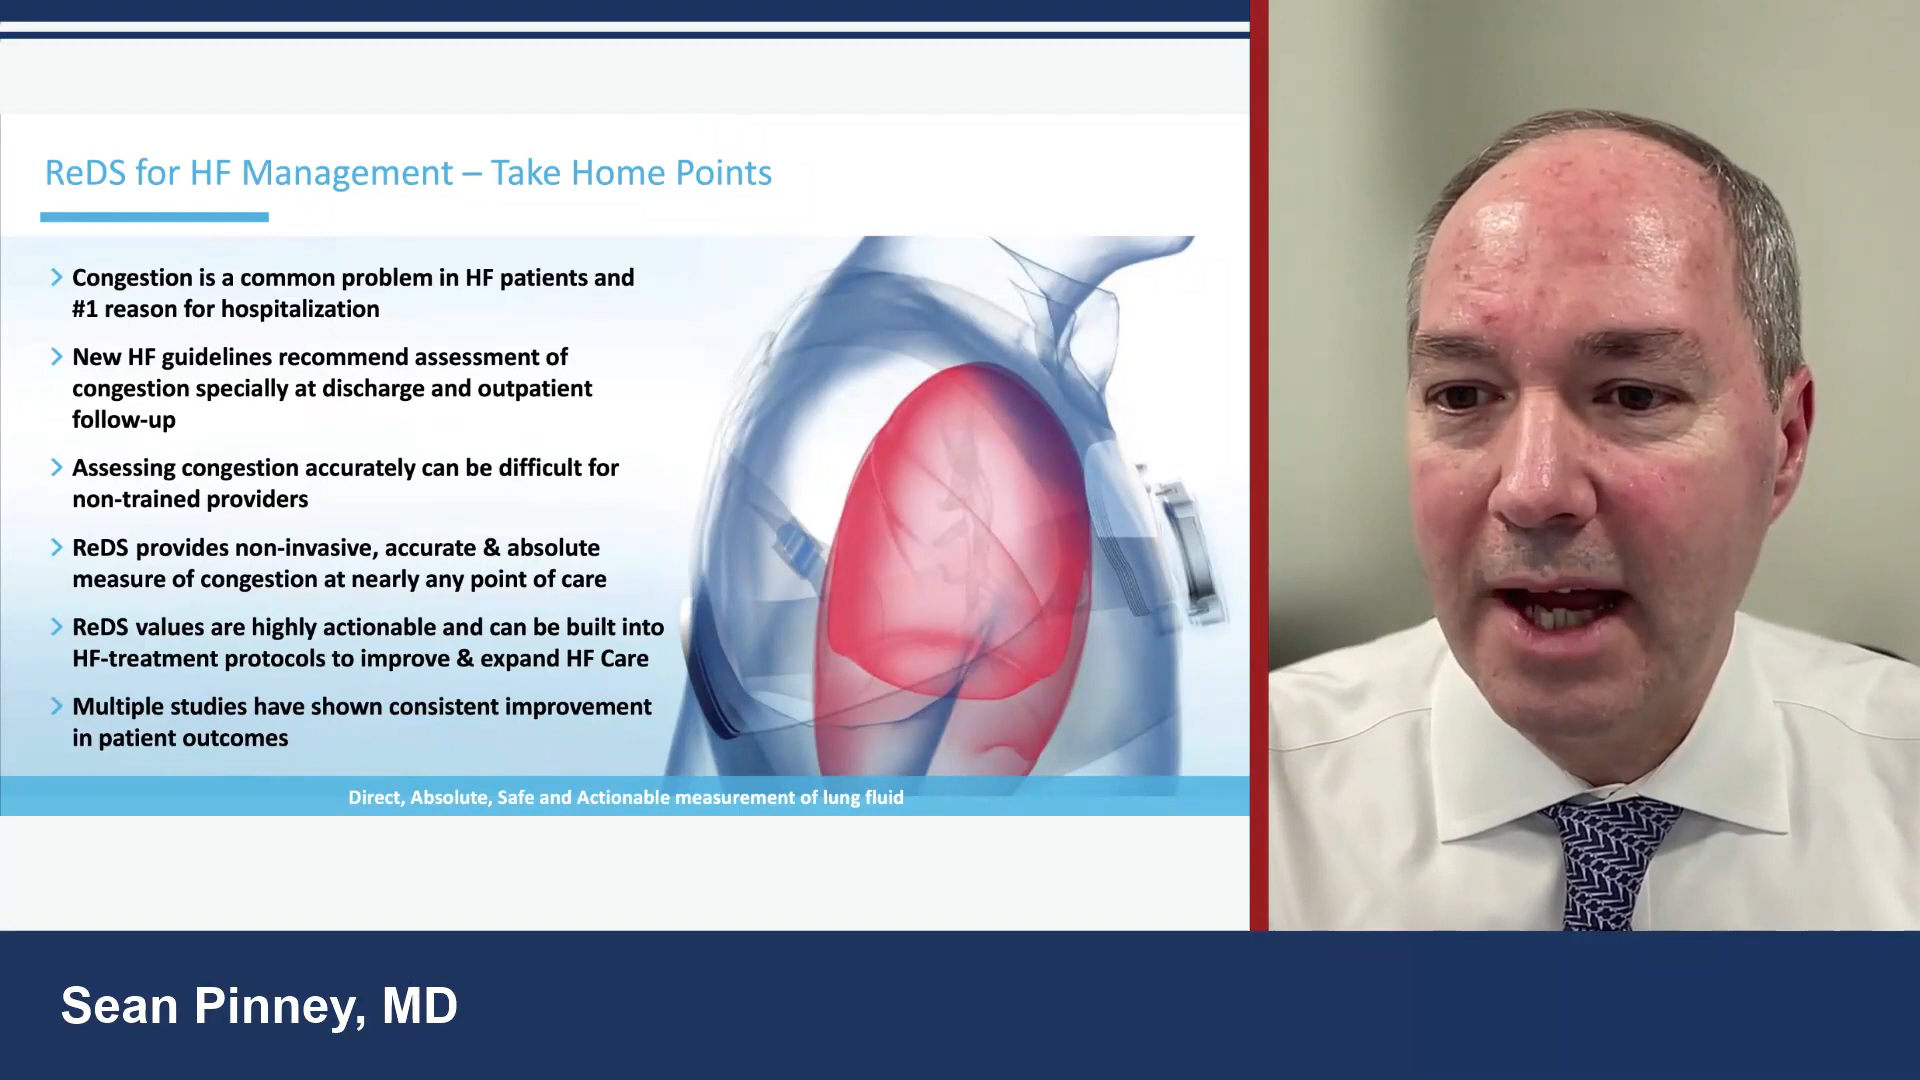 ReDS for HF Management – Take Home Points
Congestion is a common problem in HF patients and
#1 reason for hospitalization
New HF guidelines recommend assessment of
congestion specially at discharge and outpatient
follow-up
Assessing congestion accurately can be difficult for
non-trained providers
ReDS provides non-invasive, accurate & absolute
measure of congestion at nearly any point of care
ReDS values are highly actionable and can be built into
HF-treatment protocols to improve & expand HF Care
Multiple studies have shown consistent improvement
in patient outcomes
Direct, Absolute, Safe and Actionable measurement of lung fluid
Sean Pinney, MD